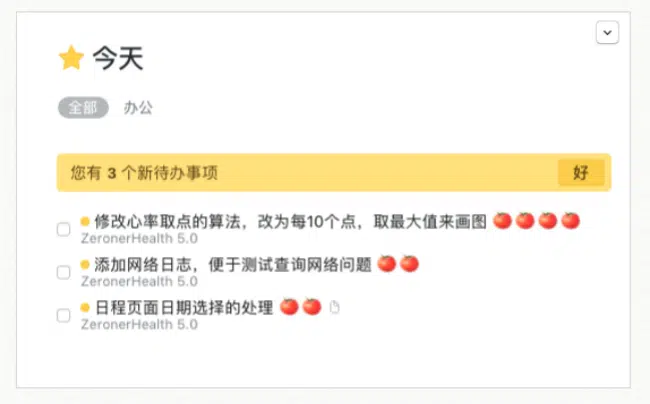 今天
全部 办公
您有 3 个新待办事项 好
修改心率取点的算法，改为每10个点，取最大值来画图 🍅🍅🍅🍅
ZeronerHealth 5.0
添加网络日志，便于测试查询网络问题 🍅🍅
ZeronerHealth 5.0
日程页面日期选择的处理 🍅🍅
ZeronerHealth 5.0